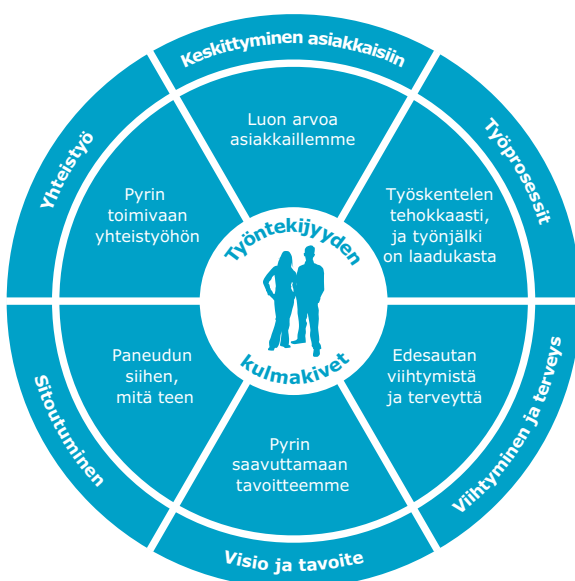 Keskittyminen asiakkaisiin
Luon arvoa
asiakkaillemme
Työprosessit
Työskentelen
tehokkaasti,
ja työnjälki
on laadukasta
Viihtyminen ja terveys
Edesautan
viihtymistä
ja terveyttä
Visio ja tavoite
Pyrin
saavuttamaan
tavoitteemme
Sitoutuminen
Paneudun
siihen,
mitä teen
Yhteistyö
Pyrin
toimivaan
yhteistyöhön
Työntekijyyden
kulmakivet